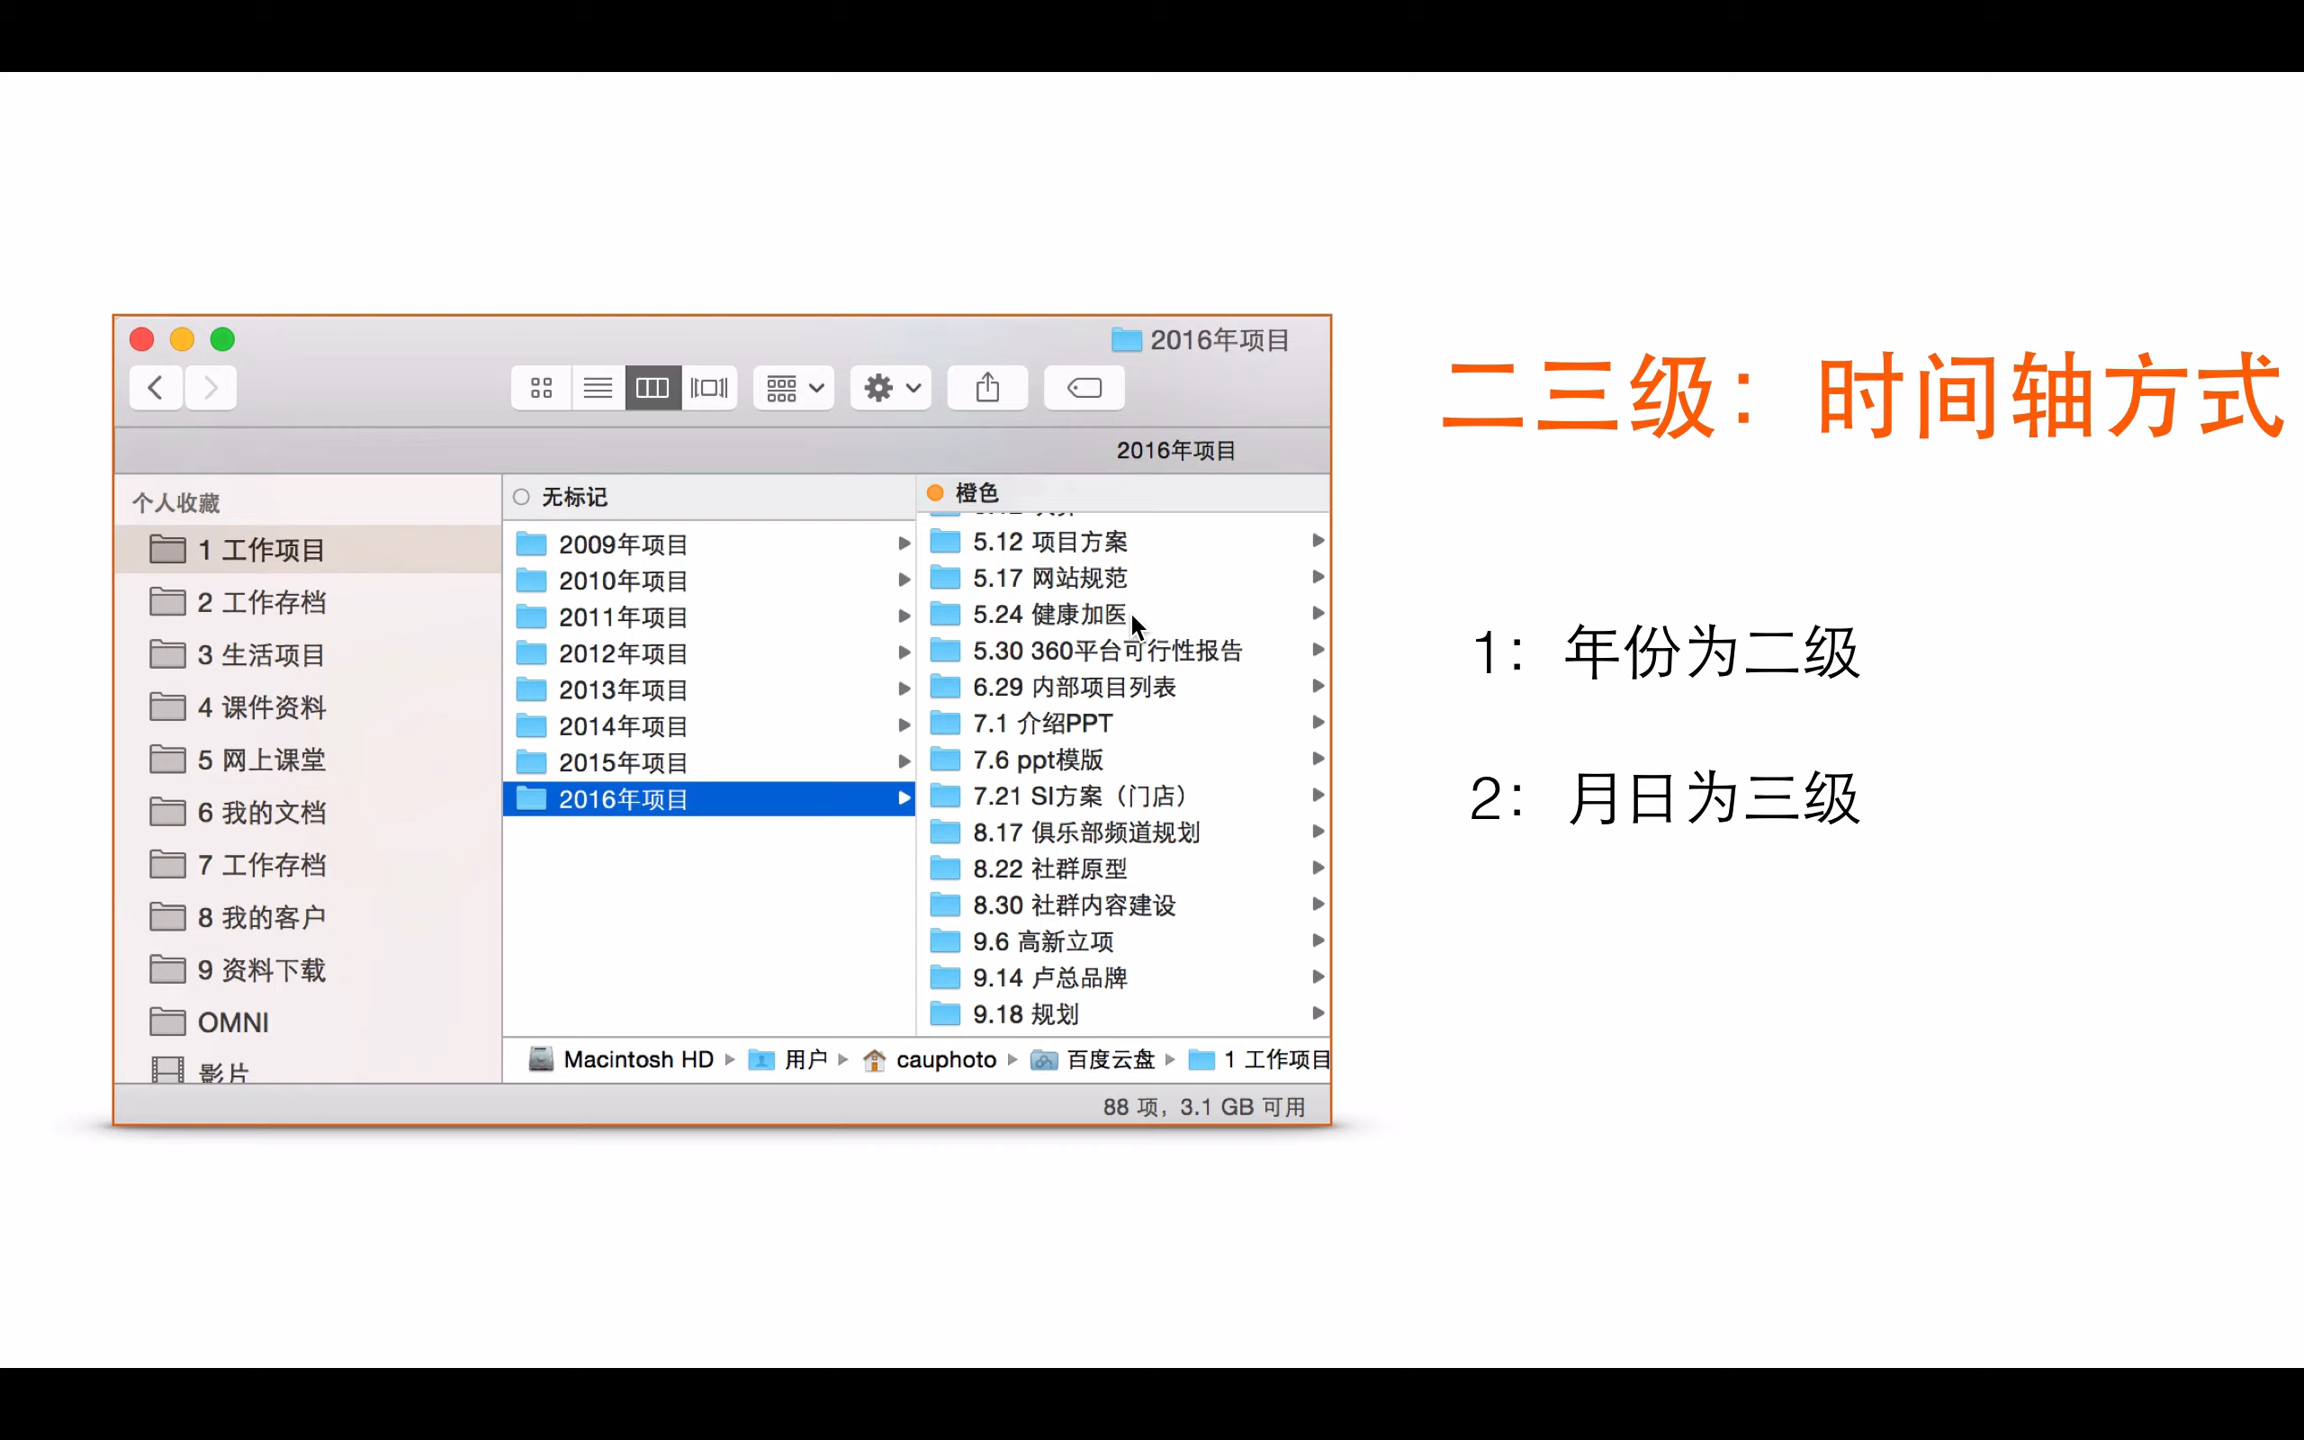 2016年项目
2016年项目
个人收藏
1 工作项目
2 工作存档
3 生活项目
4 课件资料
5 网上课堂
6 我的文档
7 工作存档
8 我的客户
9 资料下载
OMNI
影片
无标记
2009年项目
2010年项目
2011年项目
2012年项目
2013年项目
2014年项目
2015年项目
2016年项目
橙色
5.12 项目方案
5.17 网站规范
5.24 健康加医
5.30 360平台可行性报告
6.29 内部项目列表
7.1 介绍PPT
7.6 ppt模版
7.21 SI方案（门店）
8.17 俱乐部频道规划
8.22 社群原型
8.30 社群内容建设
9.6 高新立项
9.14 卢总品牌
9.18 规划
Macintosh HD 用户 cauphoto 百度云盘 1 工作项目
88 项，3.1 GB 可用
二三级：时间轴方式
1：年份为二级
2：月日为三级